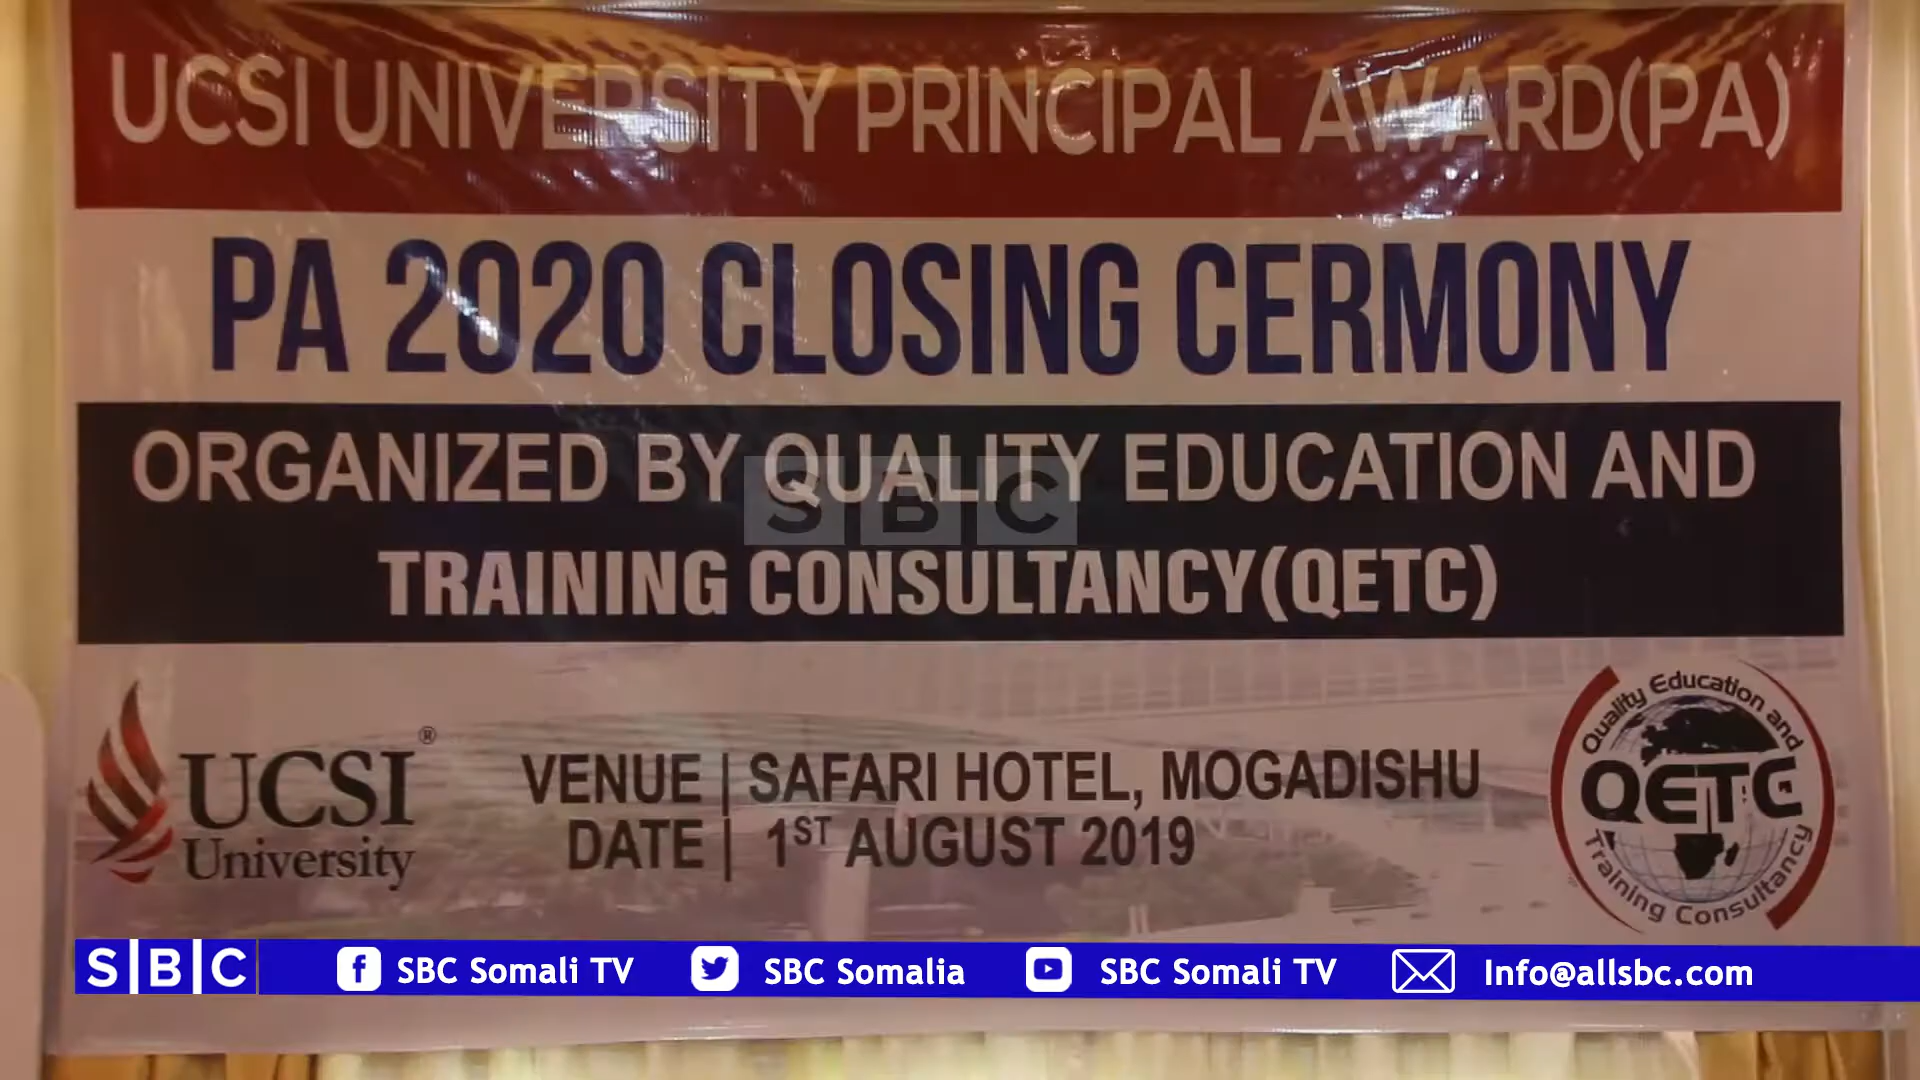 UCSI UNIVERSITY PRINCIPAL AWARD(PA)
PA 2020 CLOSING CERMONY
ORGANIZED BY QUALITY EDUCATION AND
SBC
TRAINING CONSULTANCY(QETC)
UCSI®
University
VENUE | SAFARI HOTEL, MOGADISHU
DATE | 1ST AUGUST 2019
Quality Education and
QETC
Training Consultancy
S|B|C
SBC Somali TV
SBC Somalia
SBC Somali TV
Info@allsbc.com